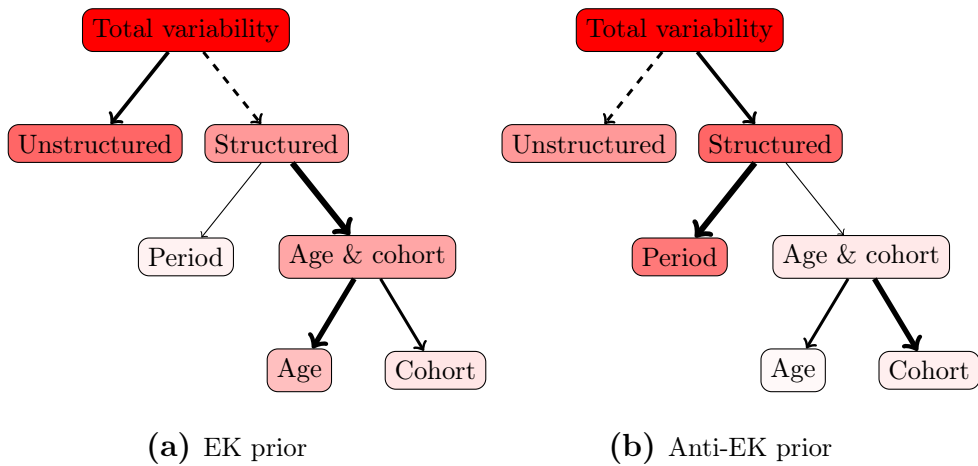 Total variability
Unstructured
Structured
Period
Age & cohort
Age
Cohort
(a) EK prior
Total variability
Unstructured
Structured
Period
Age & cohort
Age
Cohort
(b) Anti-EK prior